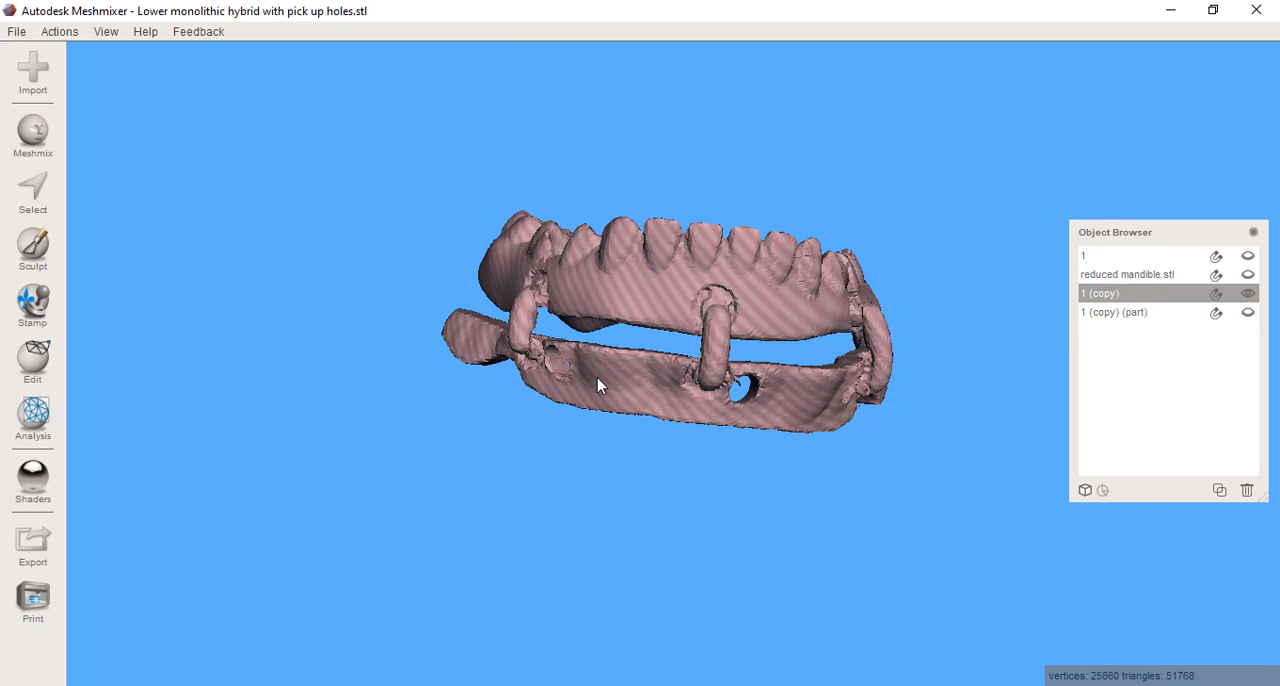 Autodesk Meshmixer - Lower monolithic hybrid with pick up holes.stl
File Actions View Help Feedback
Import
Meshmix
Select
Sculpt
Stamp
Edit
Analysis
Shaders
Export
Print
Object Browser
1
reduced mandible.stl
1 (copy)
1 (copy) (part)
vertices: 25860 triangles: 51768